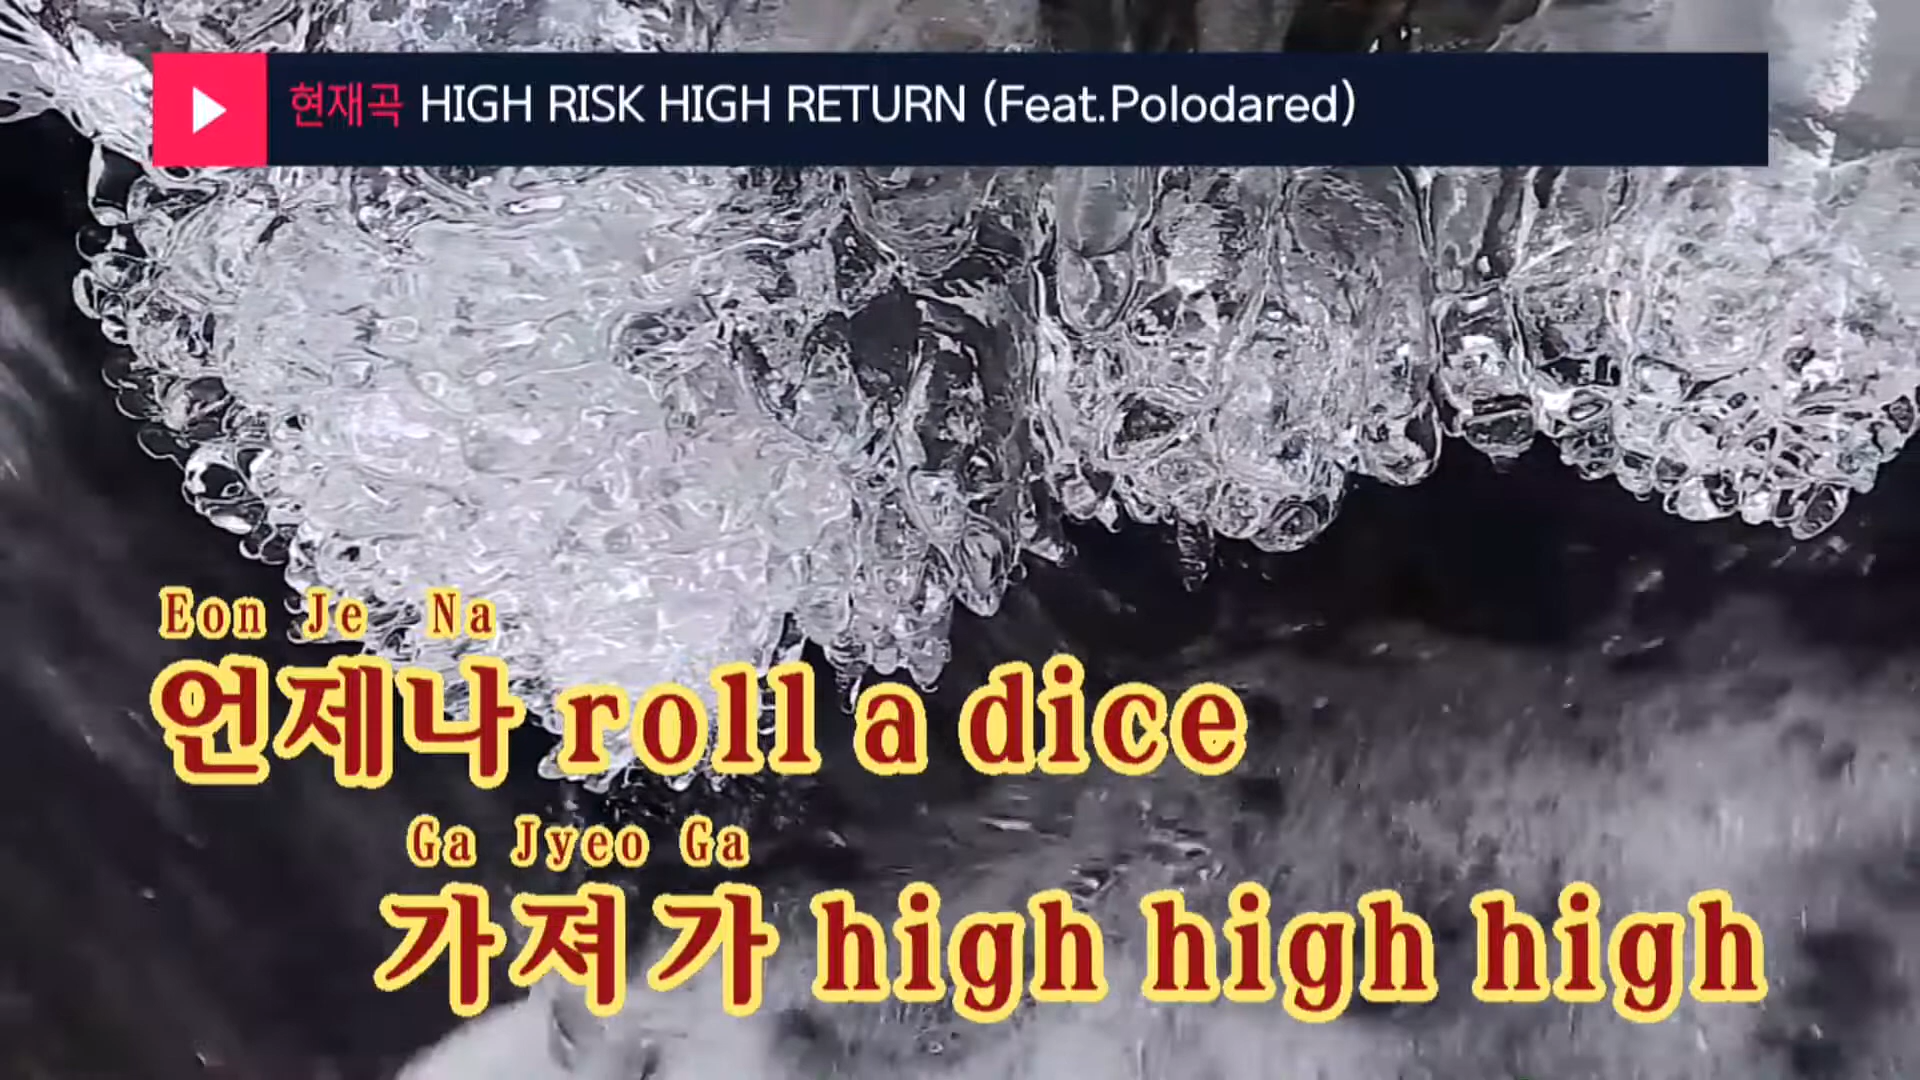 현재곡 HIGH RISK HIGH RETURN (Feat.Polodared)
Eon Je Na
언제나 roll a dice
Ga Jyeo Ga
가져가 high high high